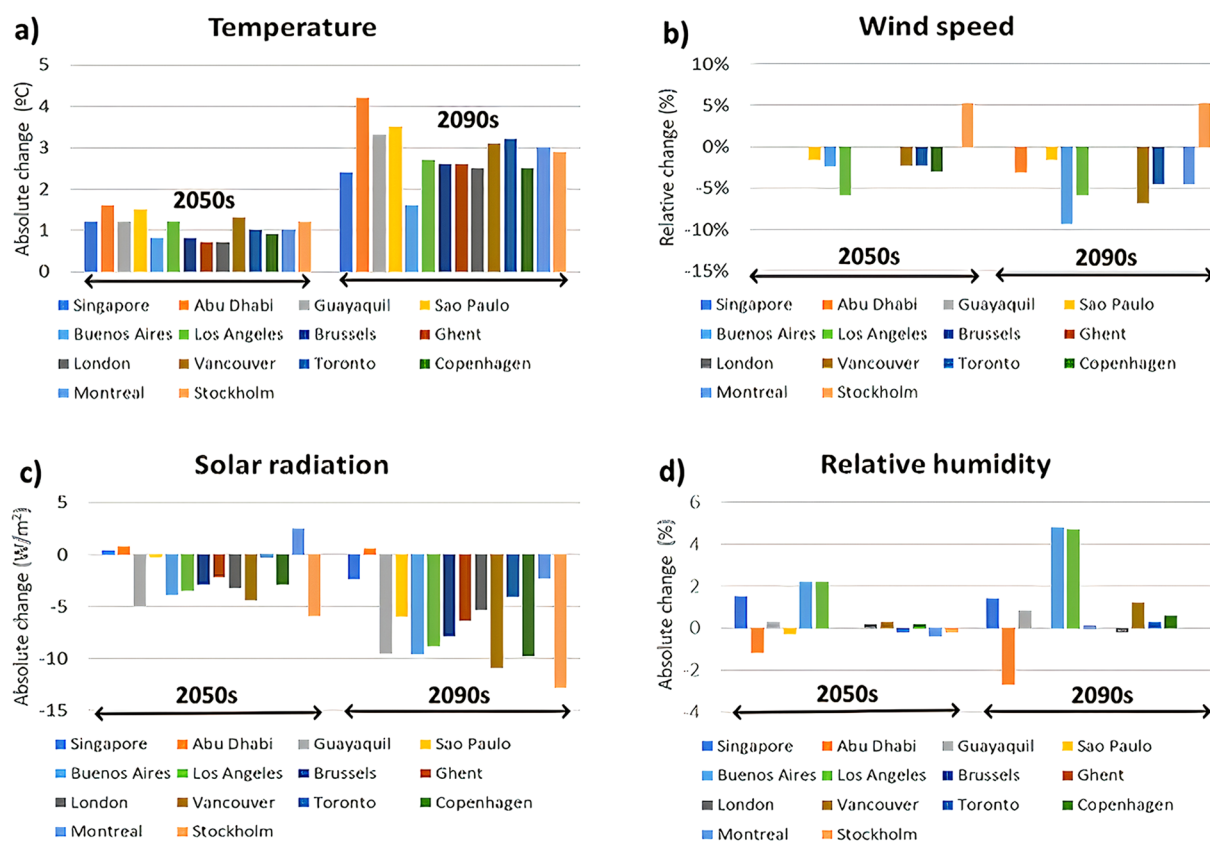 a) Temperature
Absolute change (ºC)
5
4
3
2
1
0
2050s
2090s
Singapore Abu Dhabi Guayaquil Sao Paulo
Buenos Aires Los Angeles Brussels Ghent
London Vancouver Toronto Copenhagen
Montreal Stockholm
b) Wind speed
Relative change (%)
10%
5%
0%
-5%
-10%
-15%
2050s 2090s
Singapore Abu Dhabi Guayaquil Sao Paulo
Buenos Aires Los Angeles Brussels Ghent
London Vancouver Toronto Copenhagen
Montreal Stockholm
c) Solar radiation
Absolute change (W/m²)
5
0
-5
-10
-15
2050s 2090s
Singapore Abu Dhabi Guayaquil Sao Paulo
Buenos Aires Los Angeles Brussels Ghent
London Vancouver Toronto Copenhagen
Montreal Stockholm
d) Relative humidity
Absolute change (%)
6
4
2
0
-2
-4
2050s 2090s
Singapore Abu Dhabi Guayaquil Sao Paulo
Buenos Aires Los Angeles Brussels Ghent
London Vancouver Toronto Copenhagen
Montreal Stockholm